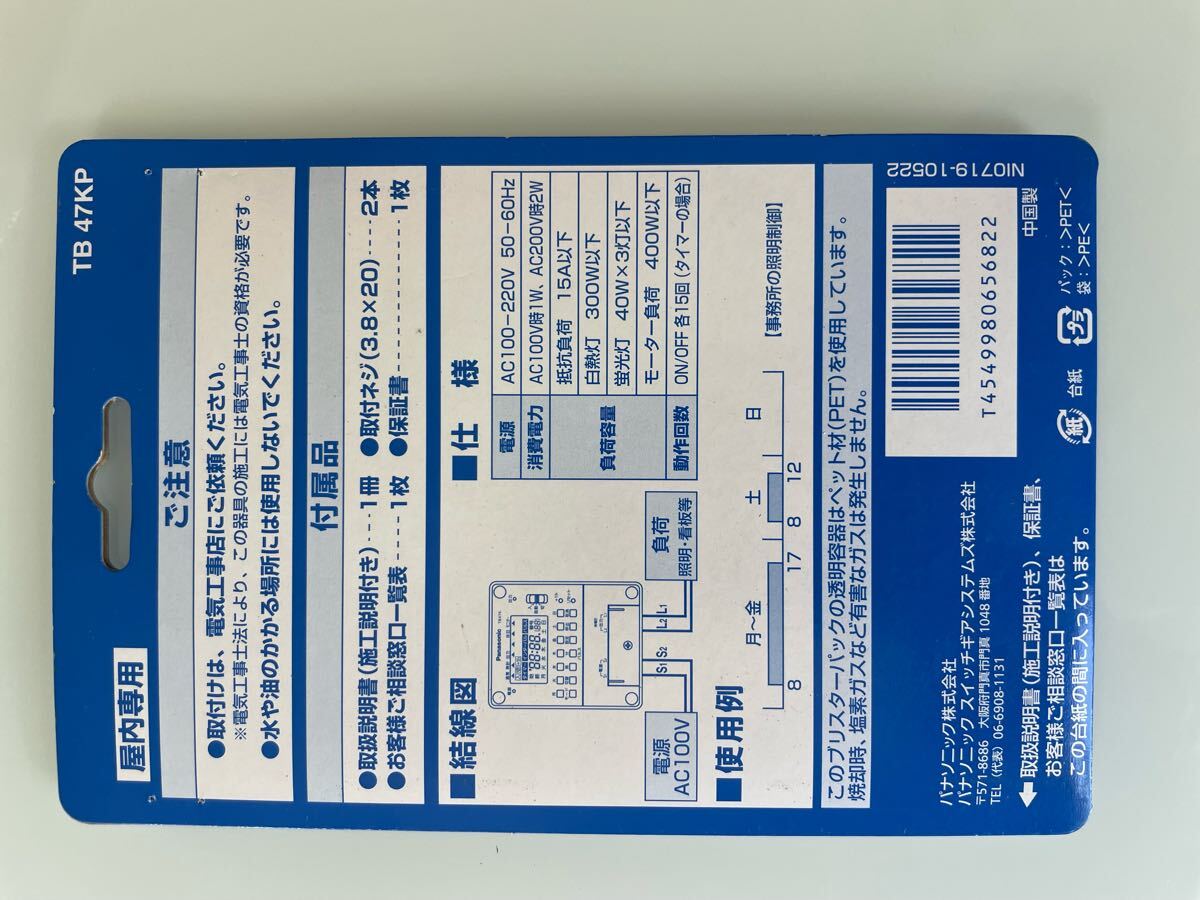 TB 47KP
屋内専用
ご注意
●取付けは、電気工事店にご依頼ください。
※電気工事士法により、この器具の施工には電気工事士の資格が必要です。
●水や油のかかる場所には使用しないでください。
付属品
●取扱説明書(施工説明付き)---1冊 ●取付ネジ(3.8×20)----2本
●お客様ご相談窓口一覧表----1枚 ●保証書------------1枚
■結線図
Panasonic
電源
AC100V
S1 S2 L2 L1
負荷
照明・看板等
■仕 様
電源 AC100-220V 50-60Hz
消費電力 AC100V時1W、AC200V時2W
負荷容量 抵抗負荷 15A以下
白熱灯 300W以下
蛍光灯 40W×3灯以下
モーター負荷 400W以下
動作回数 ON/OFF 各15回(タイマーの場合)
■使用例
【事務所の照明制御】
月〜金 土 日
8 17 8 12
このブリスターパックの透明容器はペット材(PET)を使用しています。
焼却時、塩素ガスなど有害なガスは発生しません。
パナソニック株式会社
パナソニック スイッチギアシステムズ株式会社
〒571-8686 大阪府門真市門真 1048 番地
TEL (代表) 06-6908-1131
取扱説明書(施工説明付き)、保証書、
お客様ご相談窓口一覧表は
この台紙の間に入っています。
NI0719-10522
T4549980656822
中国製
紙 台紙
プラ パック:>PET<
袋:>PE<